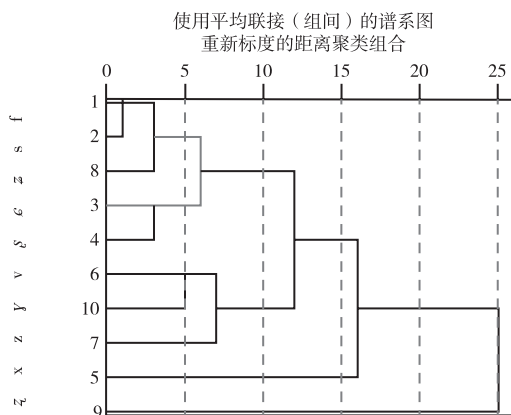 使用平均联接（组间）的谱系图
重新标度的距离聚类组合
0 5 10 15 20 25
f 1
s 2
ʑ 8
ɕ 3
ʂ 4
v 6
ɣ 10
z 7
x 5
ʐ 9